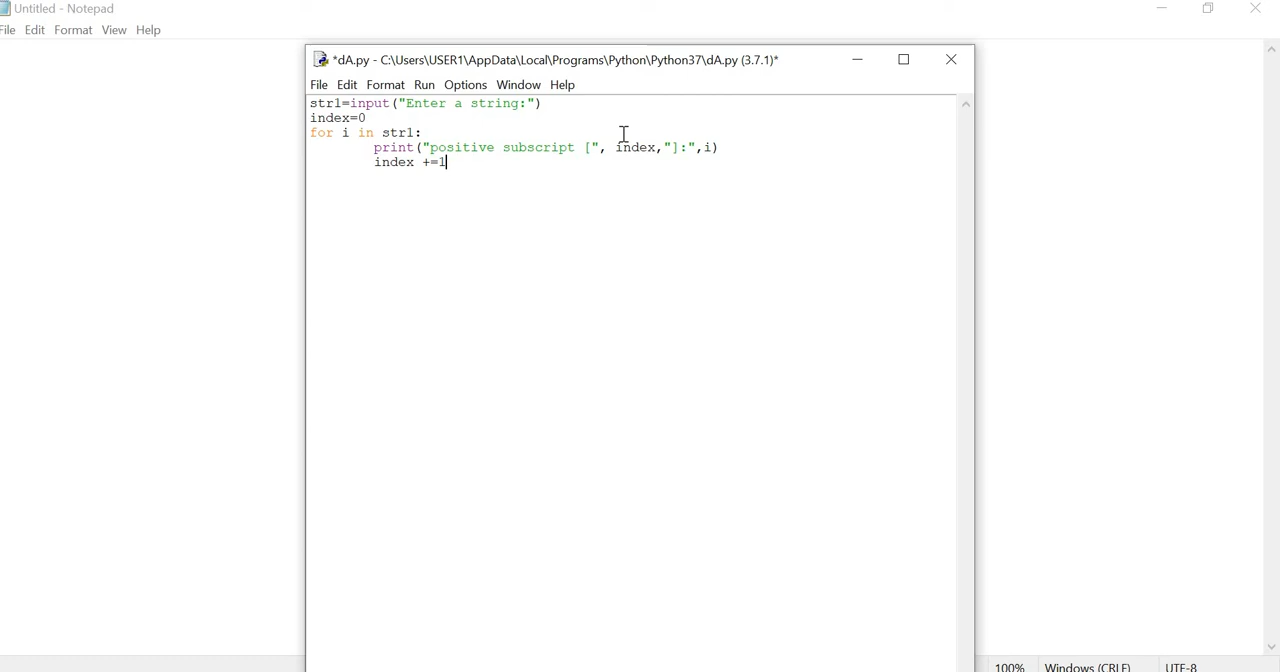 Untitled - Notepad
File Edit Format View Help
*dA.py - C:\Users\USER1\AppData\Local\Programs\Python\Python37\dA.py (3.7.1)*
File Edit Format Run Options Window Help
str1=input("Enter a string:")
index=0
for i in str1:
print("positive subscript [", index,"]:",i)
index +=1
100% Windows (CRLF) UTF-8